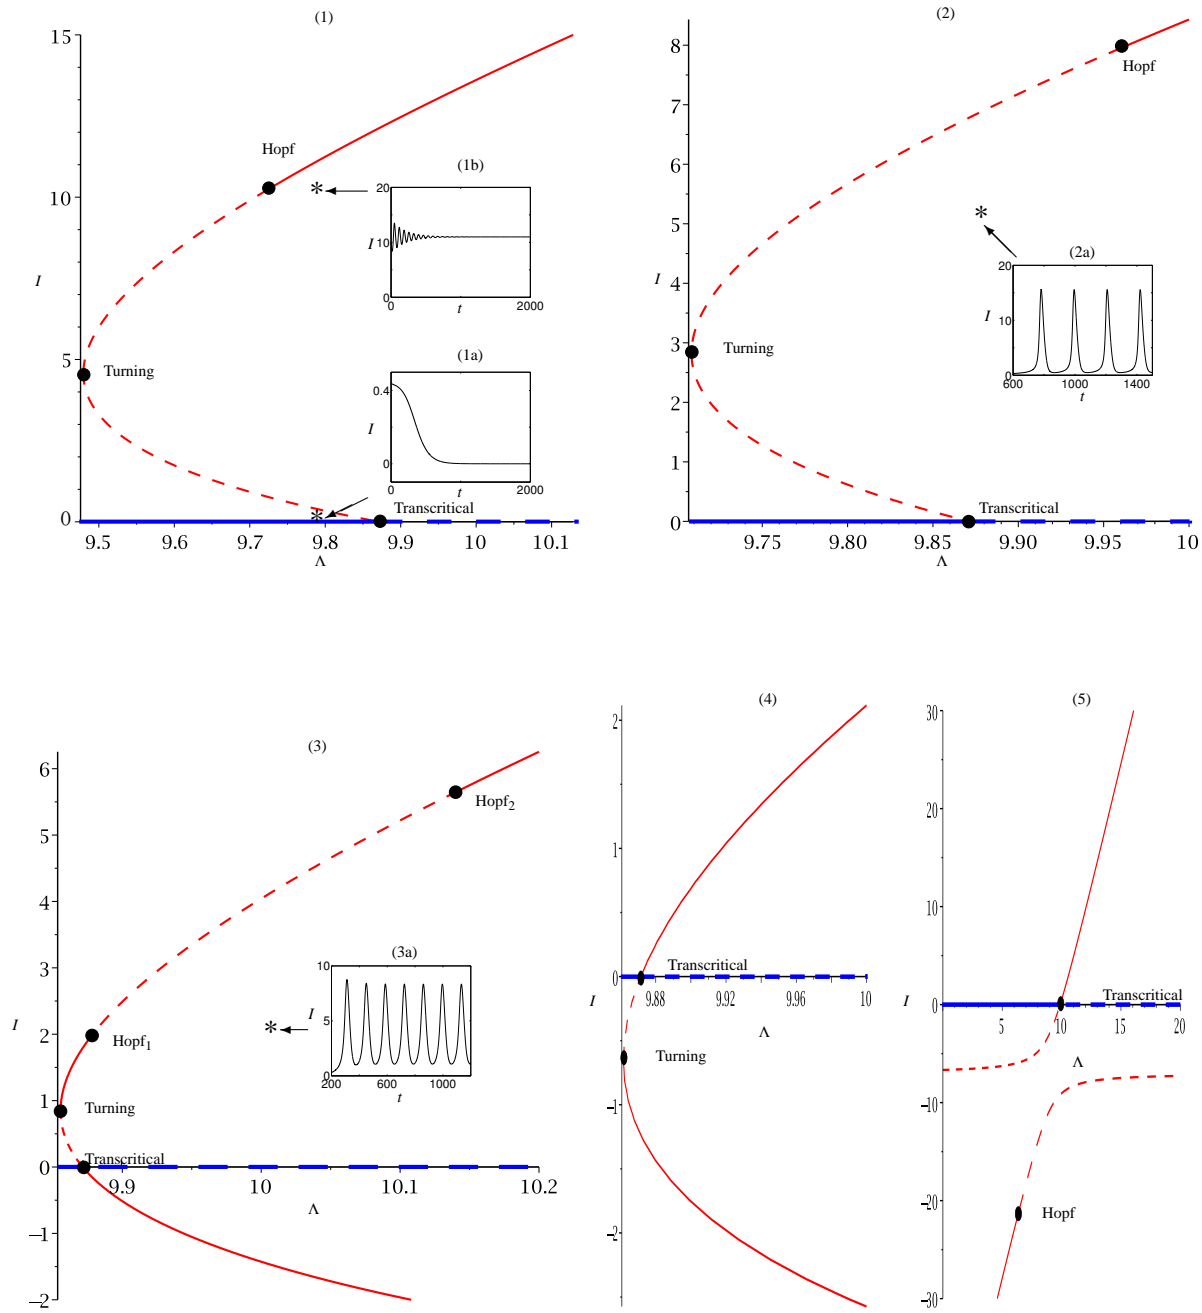 (1)
15
10
5
0
I
Hopf
Turning
Transcritical
(1b)
20
10
0
I
0
2000
t
(1a)
0.4
0
I
0
2000
t
9.5 9.6 9.7 9.8 9.9 10 10.1
Λ
(2)
8
7
6
5
4
3
2
1
0
I
Hopf
Turning
Transcritical
(2a)
20
10
0
I
600 1000 1400
t
9.75 9.80 9.85 9.90 9.95 10
Λ
(3)
6
5
4
3
2
1
0
−1
−2
I
Hopf2
Hopf1
Turning
Transcritical
(3a)
10
5
0
I
200 600 1000
t
9.9 10 10.1 10.2
Λ
(4)
2
1
0
−1
−2
I
Transcritical
9.88 9.92 9.96 10
Λ
Turning
(5)
30
20
10
0
−10
−20
−30
I
Transcritical
5 10 15 20
Λ
Hopf